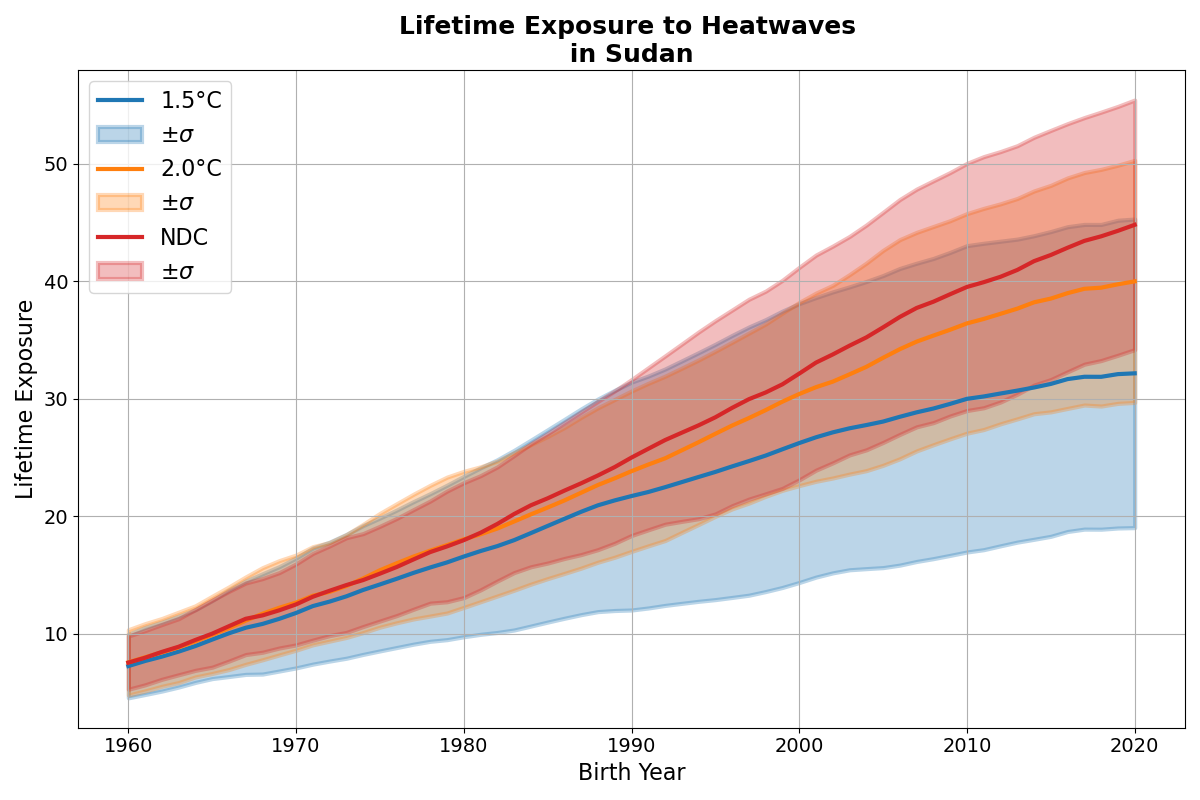 Lifetime Exposure to Heatwaves
in Sudan
1.5°C
±σ
2.0°C
±σ
NDC
±σ
Lifetime Exposure
50
40
30
20
10
1960 1970 1980 1990 2000 2010 2020
Birth Year